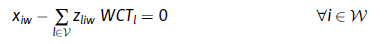 x_{iw} − ∑_{l∈𝒱} z_{liw} WCT_l = 0 ∀i ∈ 𝒲